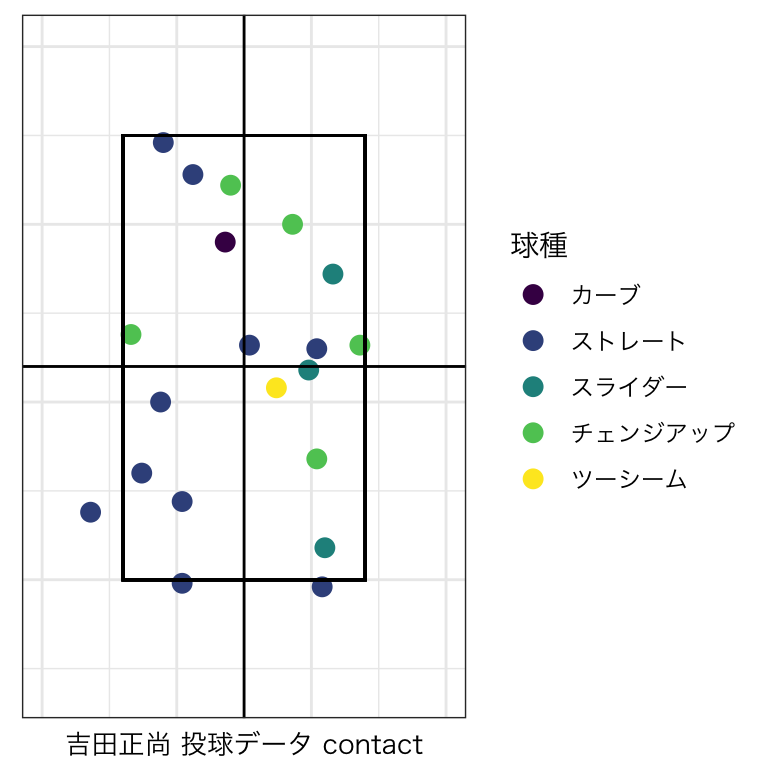 球種
カーブ
ストレート
スライダー
チェンジアップ
ツーシーム
吉田正尚 投球データ contact